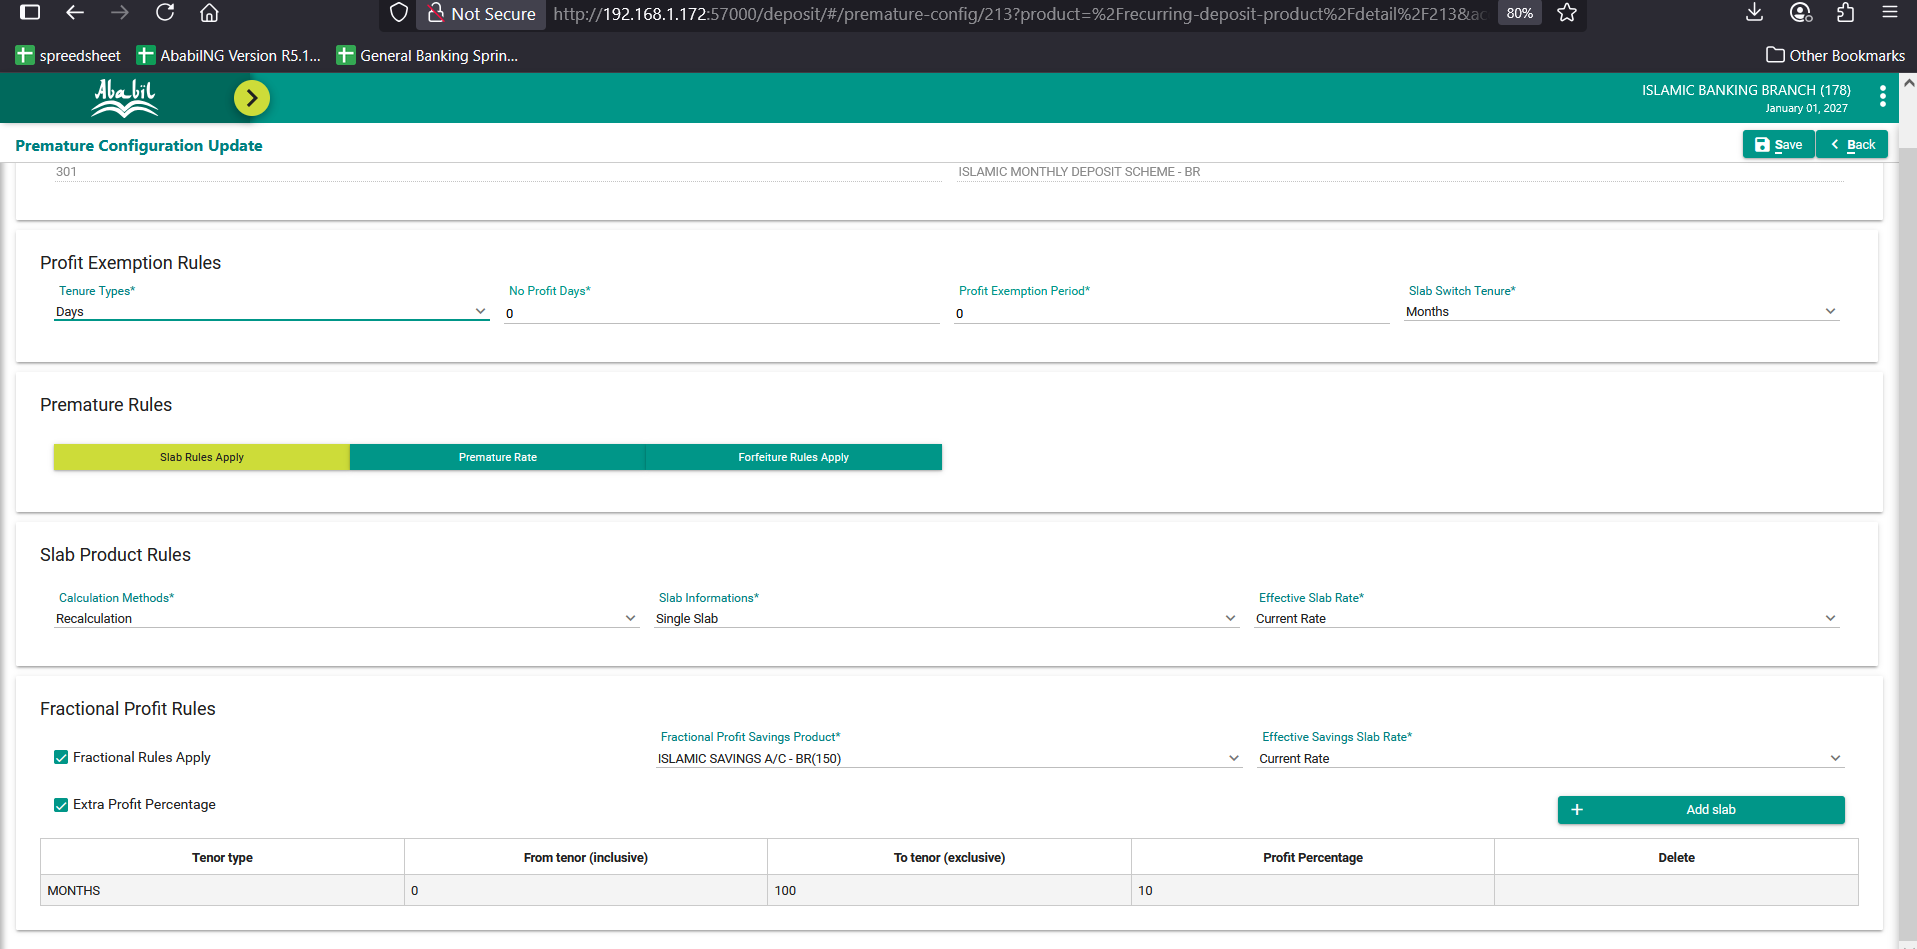 Not Secure
http://192.168.1.172:57000/deposit/#/premature-config/213?product=%2Frecurring-deposit-product%2Fdetail%2F213&ac
80%
spreedsheet
AbabilNG Version R5.1...
General Banking Sprin...
Other Bookmarks
Ababil
ISLAMIC BANKING BRANCH (178)
January 01, 2027
Premature Configuration Update
Save
Back
301
ISLAMIC MONTHLY DEPOSIT SCHEME - BR
Profit Exemption Rules
Tenure Types*
No Profit Days*
Profit Exemption Period*
Slab Switch Tenure*
Days
0
0
Months
Premature Rules
Slab Rules Apply
Premature Rate
Forfeiture Rules Apply
Slab Product Rules
Calculation Methods*
Slab Informations*
Effective Slab Rate*
Recalculation
Single Slab
Current Rate
Fractional Profit Rules
Fractional Profit Savings Product*
Effective Savings Slab Rate*
Fractional Rules Apply
ISLAMIC SAVINGS A/C - BR(150)
Current Rate
Extra Profit Percentage
Add slab
Tenor type
From tenor (inclusive)
To tenor (exclusive)
Profit Percentage
Delete
MONTHS
0
100
10